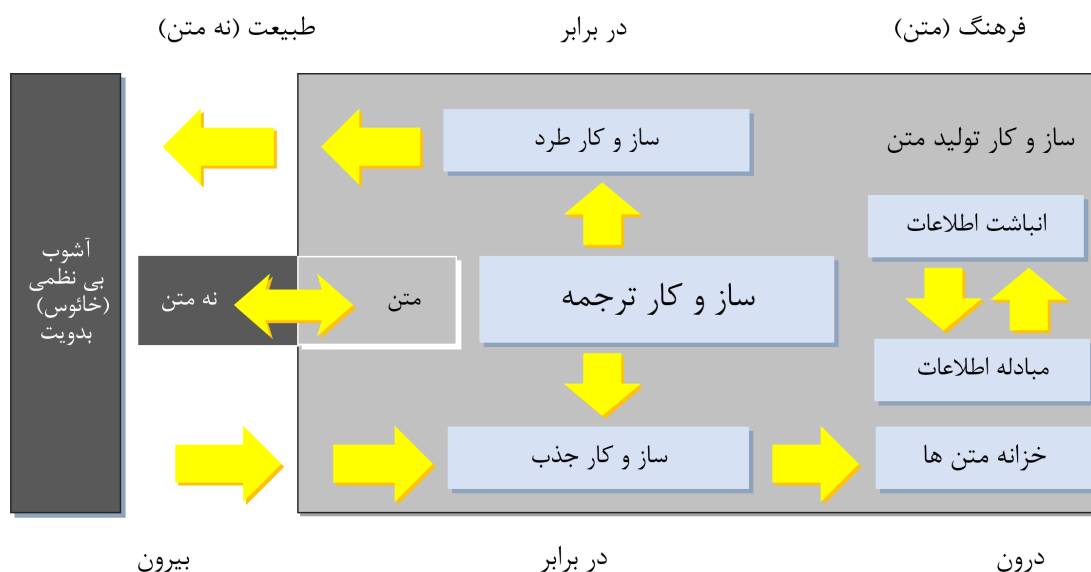 فرهنگ (متن)
در برابر
طبیعت (نه متن)
ساز و کار تولید متن
ساز و کار طرد
انباشت اطلاعات
ساز و کار ترجمه
متن
نه متن
آشوب
بی نظمی
(خائوس)
بدویت
مبادله اطلاعات
خزانه متن ها
ساز و کار جذب
درون
در برابر
بیرون